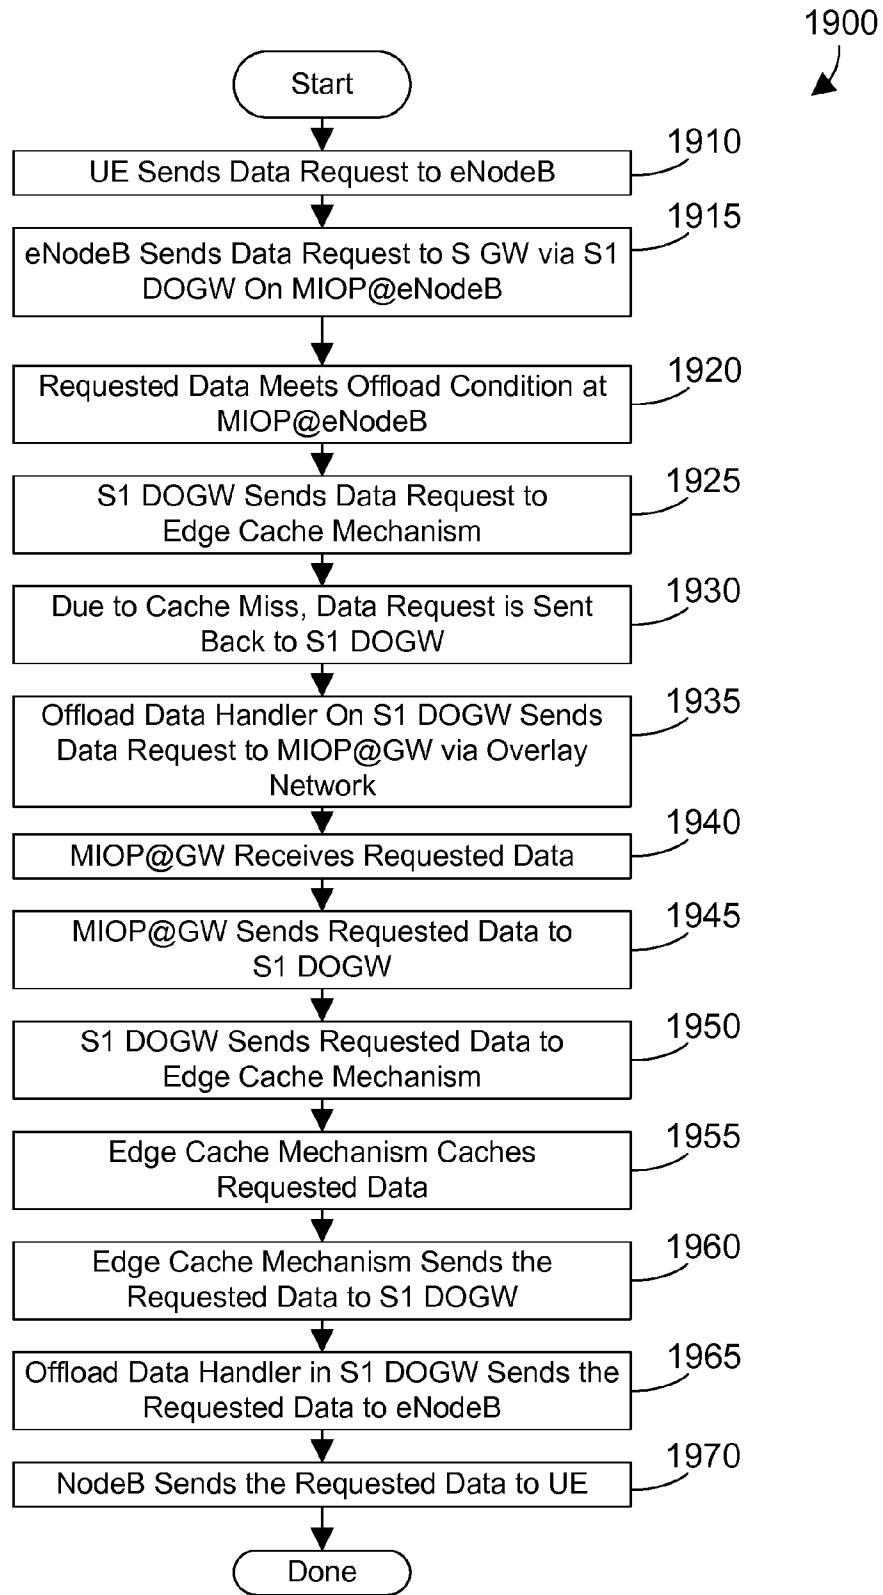 1900
Start
1910
UE Sends Data Request to eNodeB
1915
eNodeB Sends Data Request to S GW via S1
DOGW On MIOP@eNodeB
1920
Requested Data Meets Offload Condition at
MIOP@eNodeB
1925
S1 DOGW Sends Data Request to
Edge Cache Mechanism
1930
Due to Cache Miss, Data Request is Sent
Back to S1 DOGW
1935
Offload Data Handler On S1 DOGW Sends
Data Request to MIOP@GW via Overlay
Network
1940
MIOP@GW Receives Requested Data
1945
MIOP@GW Sends Requested Data to
S1 DOGW
1950
S1 DOGW Sends Requested Data to
Edge Cache Mechanism
1955
Edge Cache Mechanism Caches
Requested Data
1960
Edge Cache Mechanism Sends the
Requested Data to S1 DOGW
1965
Offload Data Handler in S1 DOGW Sends the
Requested Data to eNodeB
1970
NodeB Sends the Requested Data to UE
Done